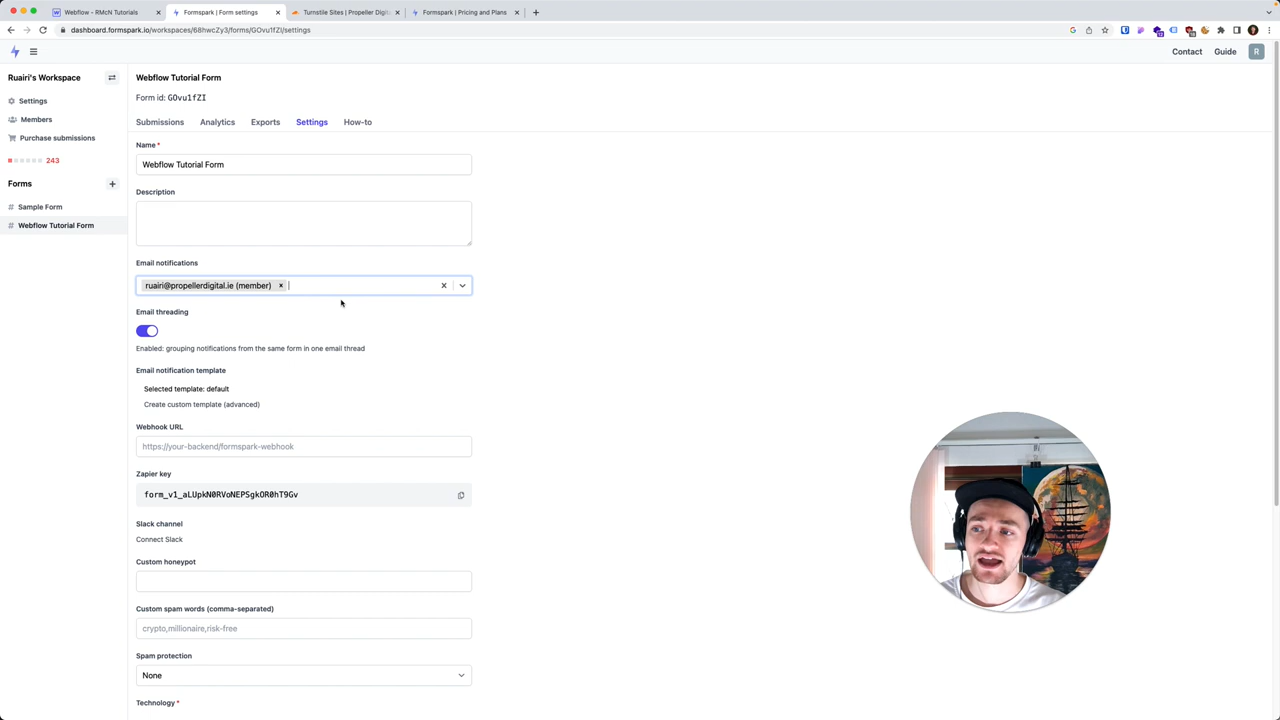 Webflow - RMcN Tutorials
Formspark | Form settings
Turnstile Sites | Propeller Digi
Formspark | Pricing and Plans
dashboard.formspark.io/workspaces/68hwcZy3/forms/GOvu1fZI/settings
Contact
Guide
R
Ruairi's Workspace
Settings
Members
Purchase submissions
243
Forms
# Sample Form
# Webflow Tutorial Form
Webflow Tutorial Form
Form id: GOvu1fZI
Submissions
Analytics
Exports
Settings
How-to
Name *
Webflow Tutorial Form
Description
Email notifications
ruairi@propellerdigital.ie (member)
Email threading
Enabled: grouping notifications from the same form in one email thread
Email notification template
Selected template: default
Create custom template (advanced)
Webhook URL
https://your-backend/formspark-webhook
Zapier key
form_v1_aLUpkN0RVoNEPSgkOR0hT9Gv
Slack channel
Connect Slack
Custom honeypot
Custom spam words (comma-separated)
crypto,millionaire,risk-free
Spam protection
None
Technology *